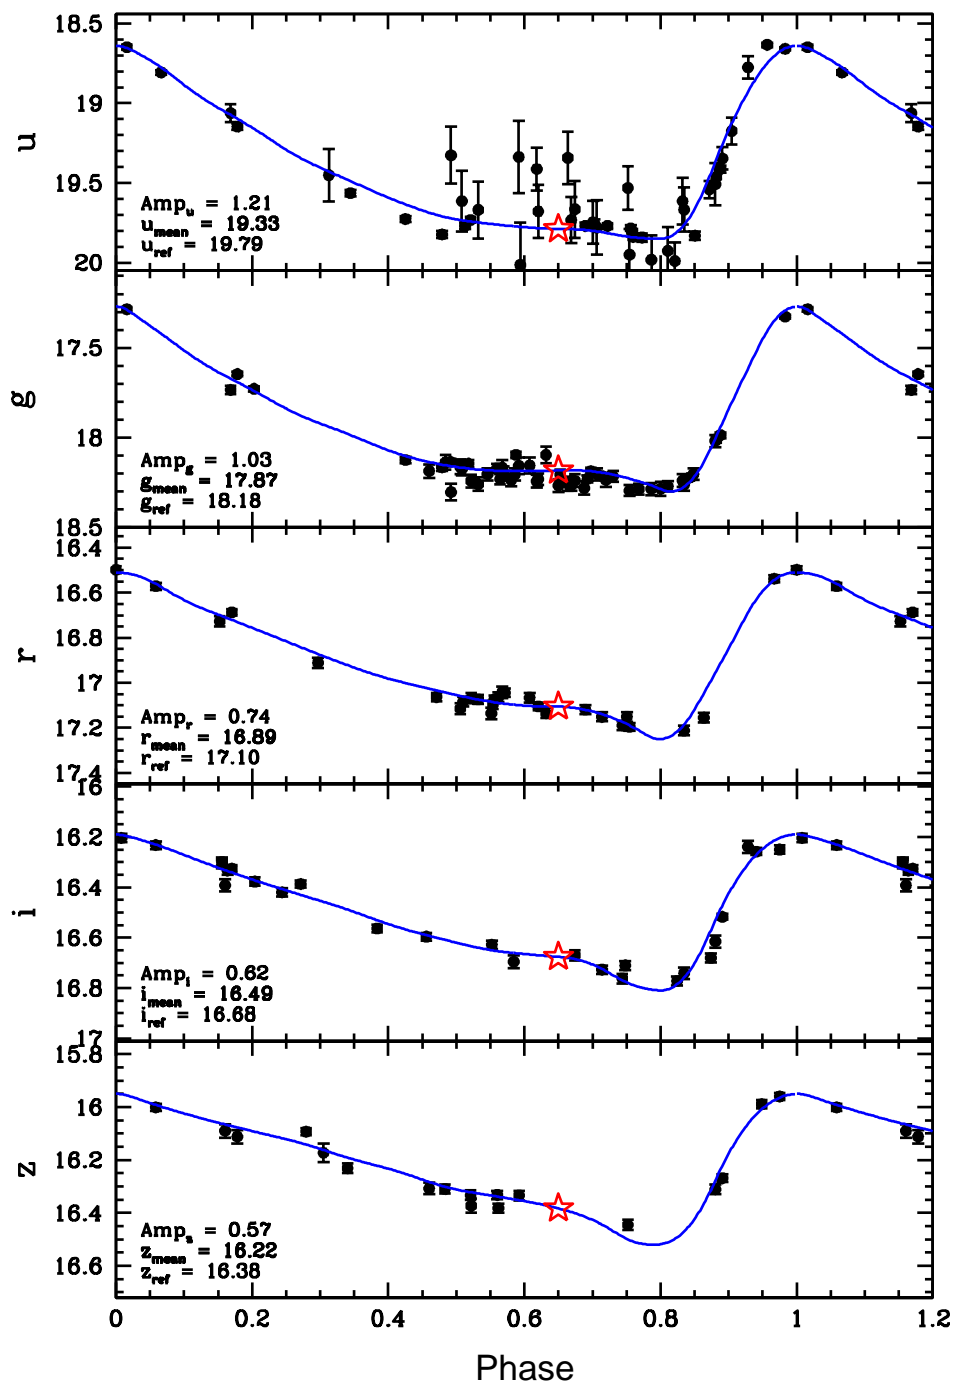 18.5
19
19.5
20
u
Amp_u = 1.21
u_mean = 19.33
u_ref = 19.79
17.5
18
18.5
g
Amp_g = 1.03
g_mean = 17.87
g_ref = 18.18
16.4
16.6
16.8
17
17.2
17.4
r
Amp_r = 0.74
r_mean = 16.89
r_ref = 17.10
16
16.2
16.4
16.6
16.8
17
i
Amp_i = 0.62
i_mean = 16.49
i_ref = 16.68
15.8
16
16.2
16.4
16.6
z
Amp_z = 0.57
z_mean = 16.22
z_ref = 16.38
0 0.2 0.4 0.6 0.8 1 1.2
Phase